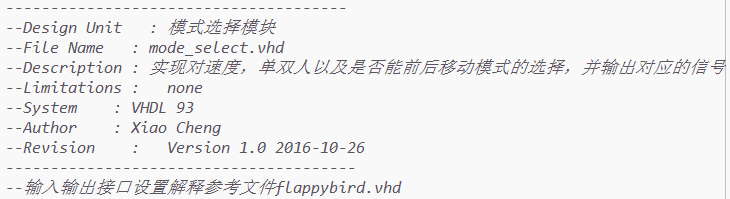 --------------------------------------
--Design Unit   : 模式选择模块
--File Name   : mode_select.vhd
--Description : 实现对速度，单双人以及是否能前后移动模式的选择，并输出对应的信号
--Limitations :   none
--System    : VHDL 93
--Author    : Xiao Cheng
--Revision    :   Version 1.0 2016-10-26
---------------------------------------
--输入输出接口设置解释参考文件flappybird.vhd